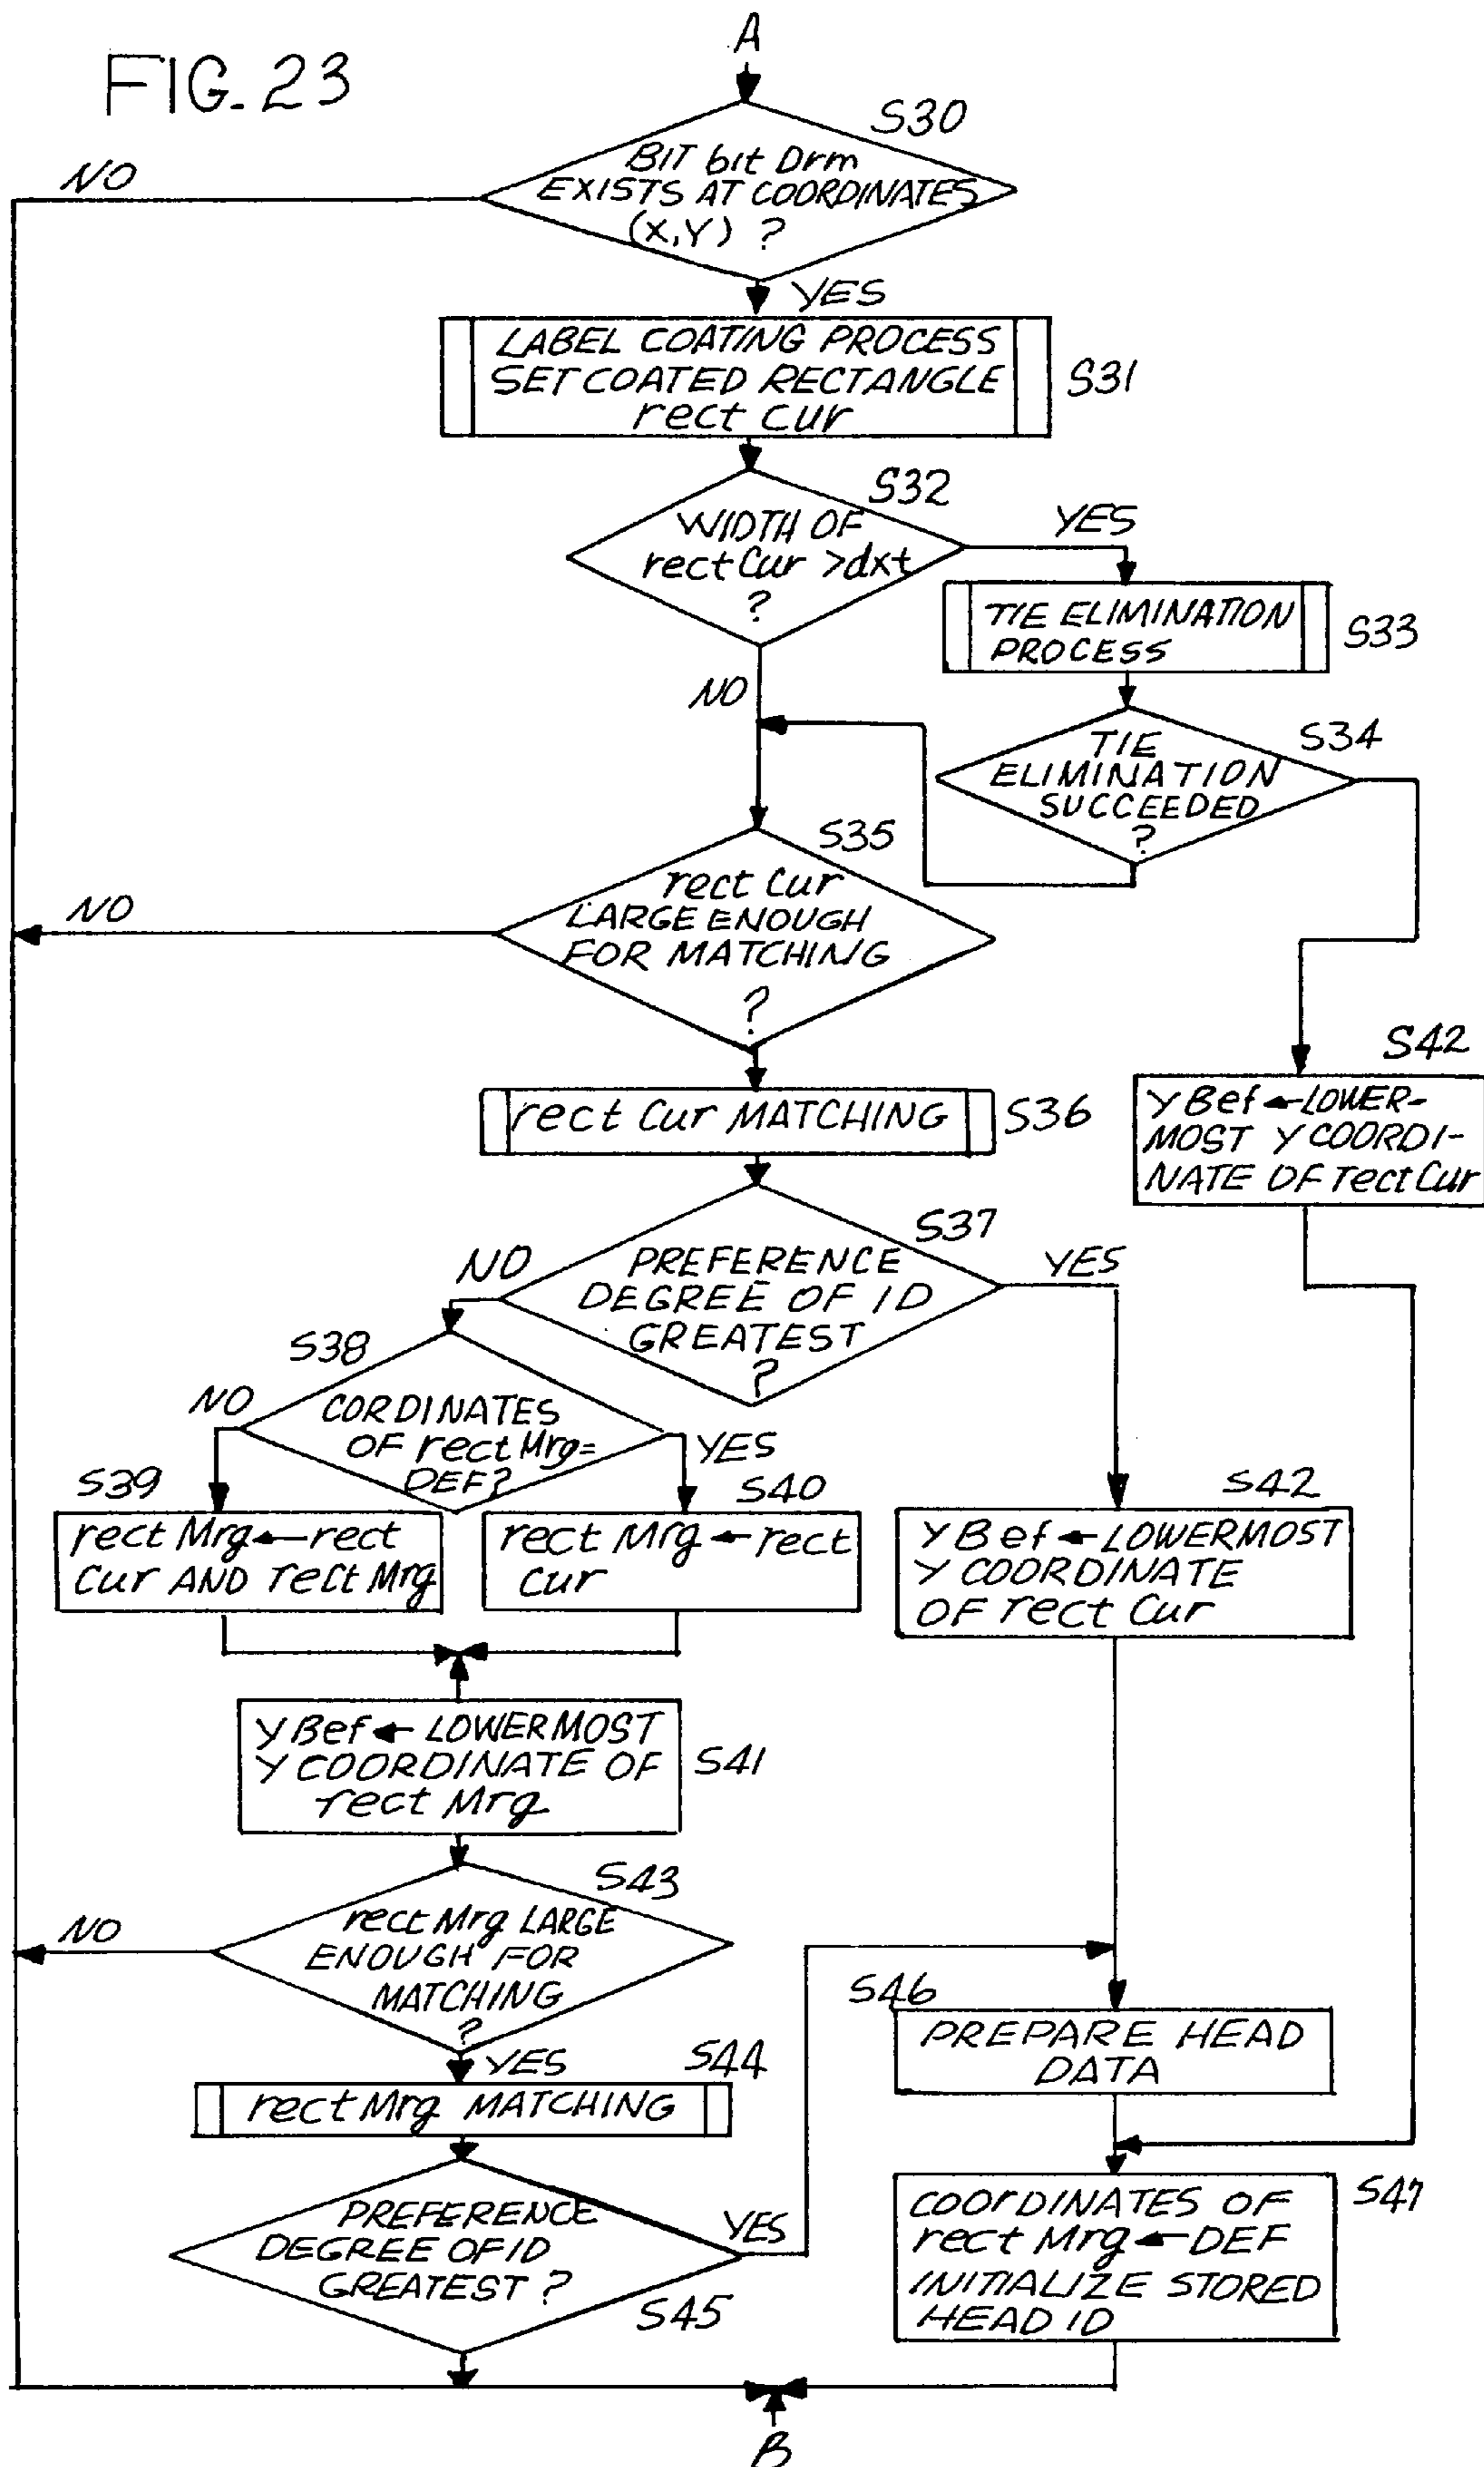 FIG. 23
A
S30
BIT bit Drm
EXISTS AT COORDINATES
(X,Y) ?
NO
YES
LABEL COATING PROCESS
SET COATED RECTANGLE
rect Cur
S31
S32
WIDTH OF
rect Cur >dxt
?
YES
NO
TIE ELIMINATION
PROCESS
S33
S34
TIE
ELIMINATION
SUCCEEDED
?
S35
rect Cur
LARGE ENOUGH
FOR MATCHING
?
NO
rect Cur MATCHING
S36
S42
Y Bef ← LOWER-
MOST Y COORDI-
NATE OF rect Cur
S37
PREFERENCE
DEGREE OF ID
GREATEST
?
NO
YES
S38
CORDINATES
OF rect Mrg=
DEF?
NO
YES
S39
rect Mrg ← rect
Cur AND rect Mrg
S40
rect Mrg ← rect
Cur
S42
Y Bef ← LOWERMOST
Y COORDINATE
OF rect Cur
Y Bef ← LOWERMOST
Y COORDINATE OF
rect Mrg
S41
S43
rect Mrg LARGE
ENOUGH FOR
MATCHING
?
NO
YES
S44
rect Mrg MATCHING
S46
PREPARE HEAD
DATA
PREFERENCE
DEGREE OF ID
GREATEST ?
YES
S45
S47
COORDINATES OF
rect Mrg ← DEF
INITIALIZE STORED
HEAD ID
B